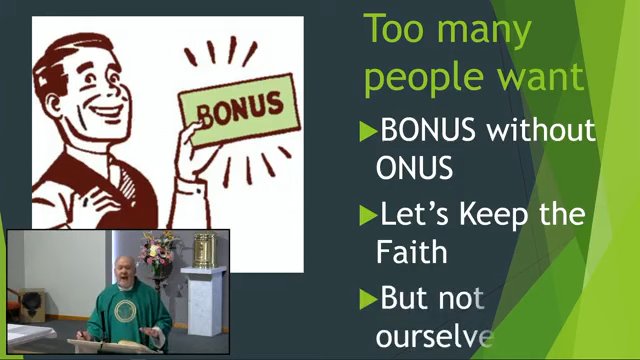 Too many
people want
BONUS without
ONUS
Let's Keep the
Faith
But not
ourselve
BONUS